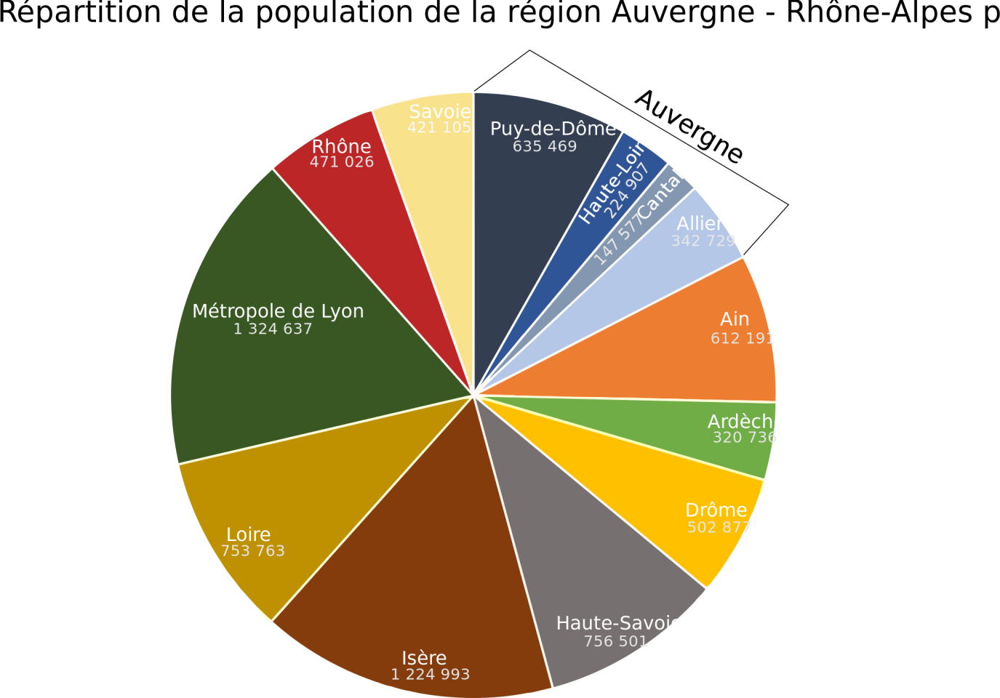 Répartition de la population de la région Auvergne - Rhône-Alpes p
Auvergne
Savoie
421 105
Puy-de-Dôme
635 469
Haute-Loir
224 907
Cantal
147 577
Allier
342 729
Rhône
471 026
Métropole de Lyon
1 324 637
Ain
612 191
Ardèch
320 736
Drôme
502 877
Loire
753 763
Haute-Savoie
756 501
Isère
1 224 993